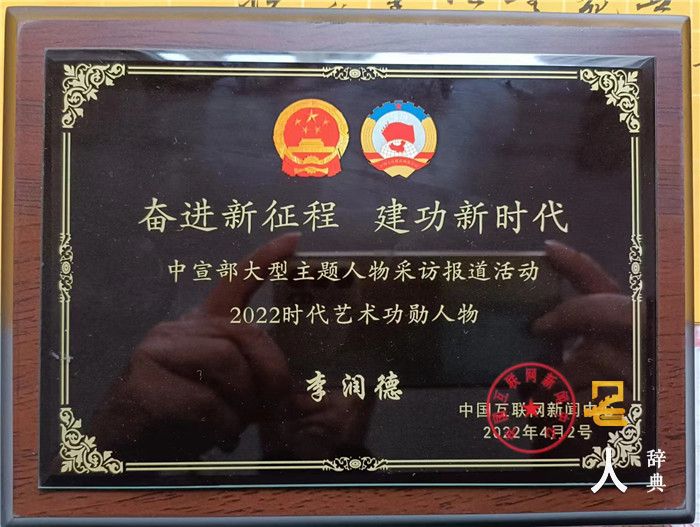 奋进新征程 建功新时代
中宣部大型主题人物采访报道活动
2022时代艺术功勋人物
李润德
中国互联网新闻中
2022年4月2号
人
辞典